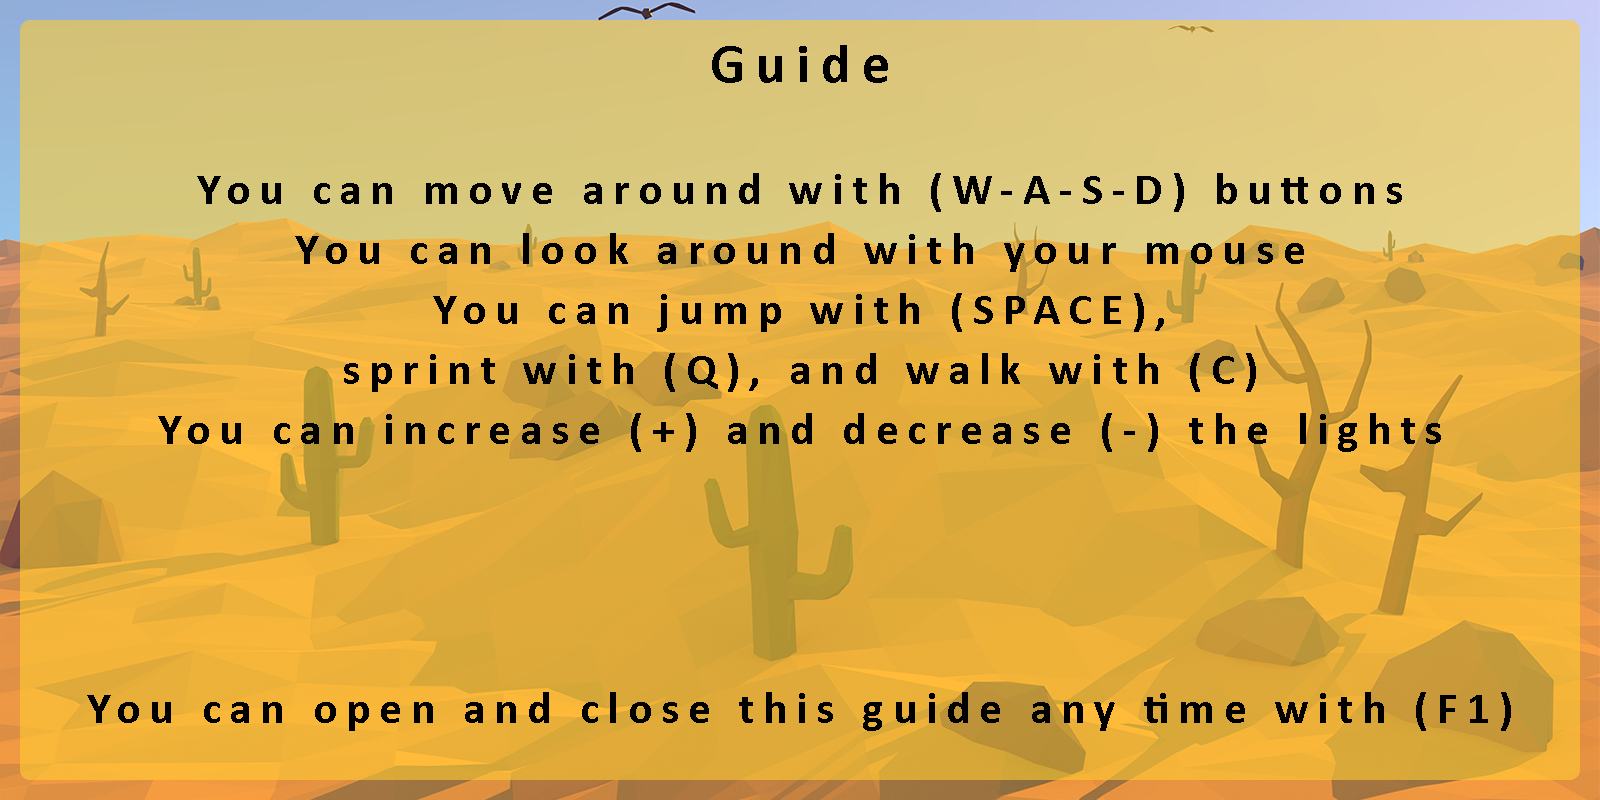 Guide
You can move around with (W-A-S-D) buttons
You can look around with your mouse
You can jump with (SPACE),
sprint with (Q), and walk with (C)
You can increase (+) and decrease (-) the lights
You can open and close this guide any time with (F1)